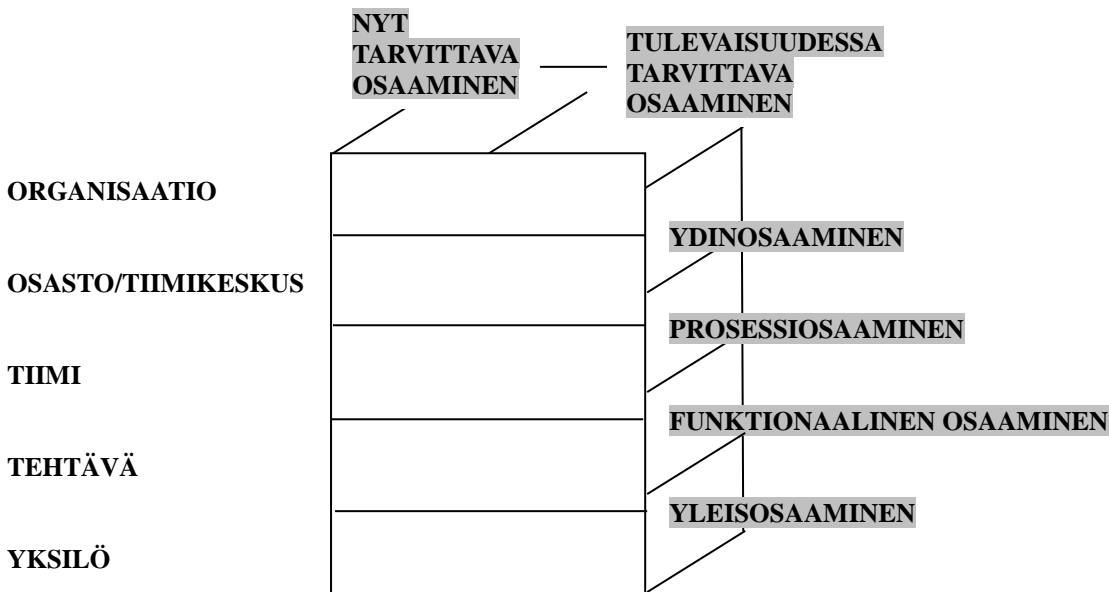 NYT
TARVITTAVA
OSAAMINEN
TULEVAISUUDESSA
TARVITTAVA
OSAAMINEN
ORGANISAATIO
YDINOSAAMINEN
OSASTO/TIIMIKESKUS
PROSESSIOSAAMINEN
TIIMI
FUNKTIONAALINEN OSAAMINEN
TEHTÄVÄ
YLEISOSAAMINEN
YKSILÖ